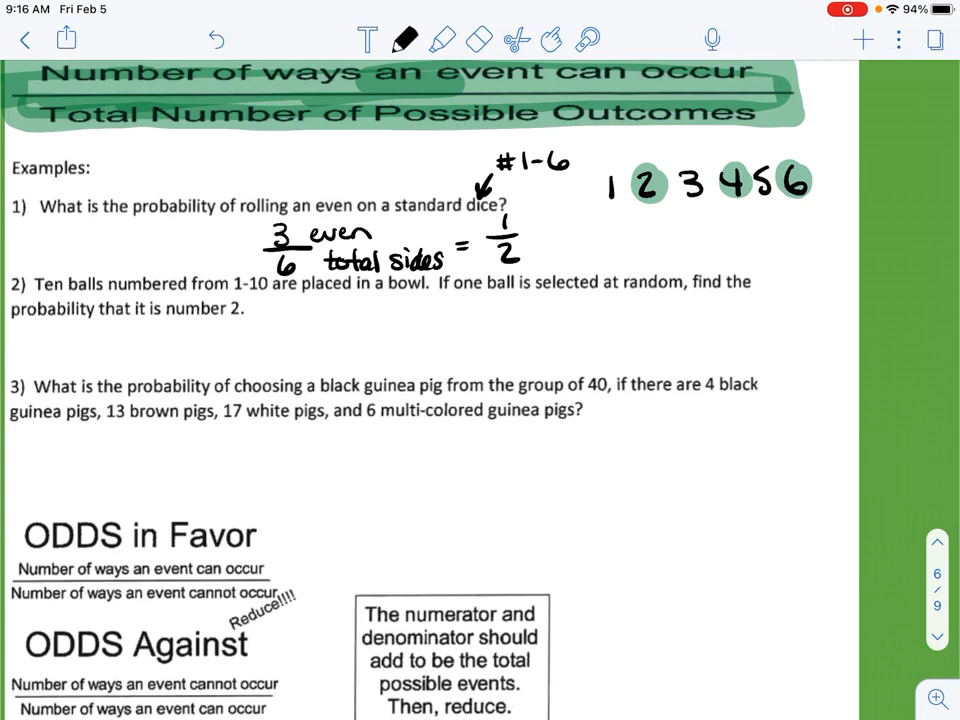 9:16 AM Fri Feb 5
94%
T
Number of ways an event can occur
Total Number of Possible Outcomes
Examples:
#1-6
1 2 3 4 5 6
1) What is the probability of rolling an even on a standard dice?
3 even
6 total sides = 1
2
2) Ten balls numbered from 1-10 are placed in a bowl. If one ball is selected at random, find the
probability that it is number 2.
3) What is the probability of choosing a black guinea pig from the group of 40, if there are 4 black
guinea pigs, 13 brown pigs, 17 white pigs, and 6 multi-colored guinea pigs?
ODDS in Favor
Number of ways an event can occur
Number of ways an event cannot occur
Reduce!!!!
ODDS Against
Number of ways an event cannot occur
Number of ways an event can occur
The numerator and
denominator should
add to be the total
possible events.
Then, reduce.
6
/
9